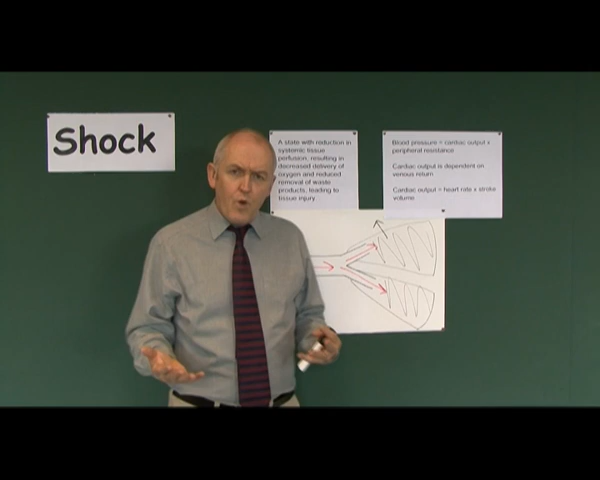 Shock
A state with reduction in
systemic tissue
perfusion, resulting in
decreased delivery of
oxygen and reduced
removal of waste
products, leading to
tissue injury
Blood pressure = cardiac output x
peripheral resistance
Cardiac output is dependent on
venous return
Cardiac output = heart rate x stroke
volume